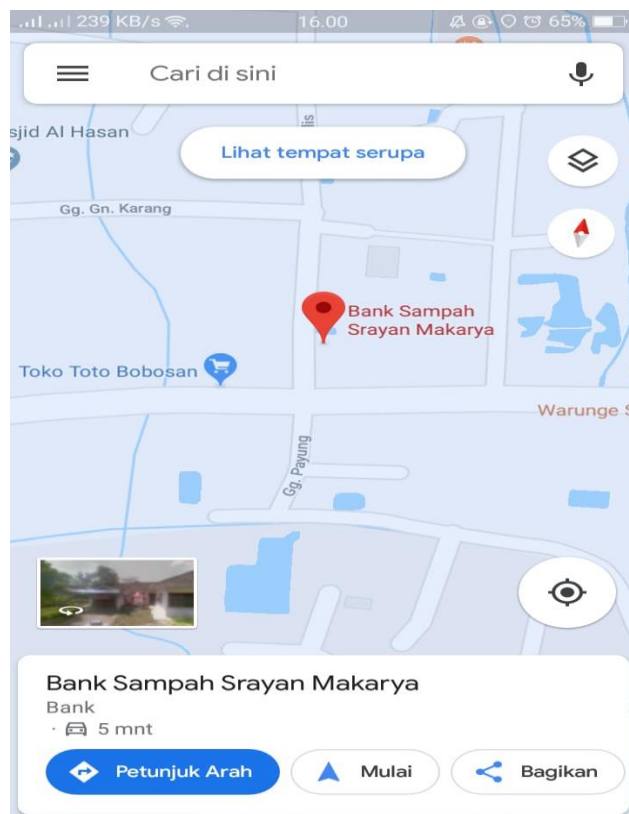 239 KB/s
16.00
65%
Cari di sini
sjid Al Hasan
lis
Lihat tempat serupa
Gg. Gn. Karang
Bank Sampah
Srayan Makarya
Toko Toto Bobosan
Warunge S
Gg. Payung
Bank Sampah Srayan Makarya
Bank
· 5 mnt
Petunjuk Arah
Mulai
Bagikan